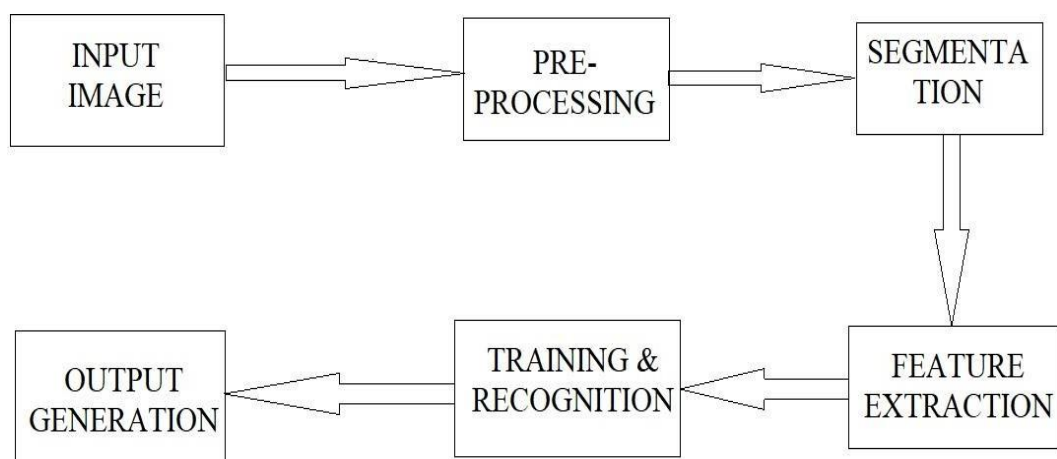 INPUT
IMAGE
PRE-
PROCESSING
SEGMENTA
TION
FEATURE
EXTRACTION
TRAINING &
RECOGNITION
OUTPUT
GENERATION